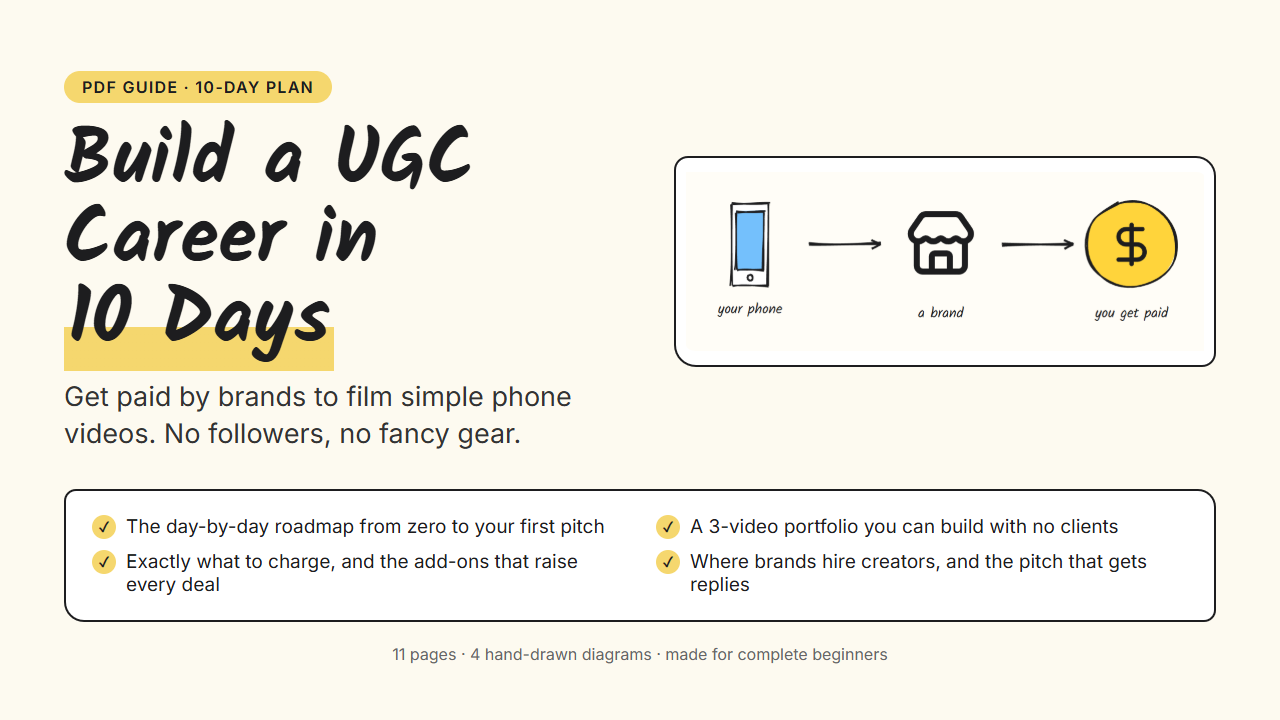 PDF GUIDE · 10-DAY PLAN
Build a UGC
Career in
10 Days
Get paid by brands to film simple phone
videos. No followers, no fancy gear.
your phone
a brand
you get paid
The day-by-day roadmap from zero to your first pitch
Exactly what to charge, and the add-ons that raise
every deal
A 3-video portfolio you can build with no clients
Where brands hire creators, and the pitch that gets
replies
11 pages · 4 hand-drawn diagrams · made for complete beginners